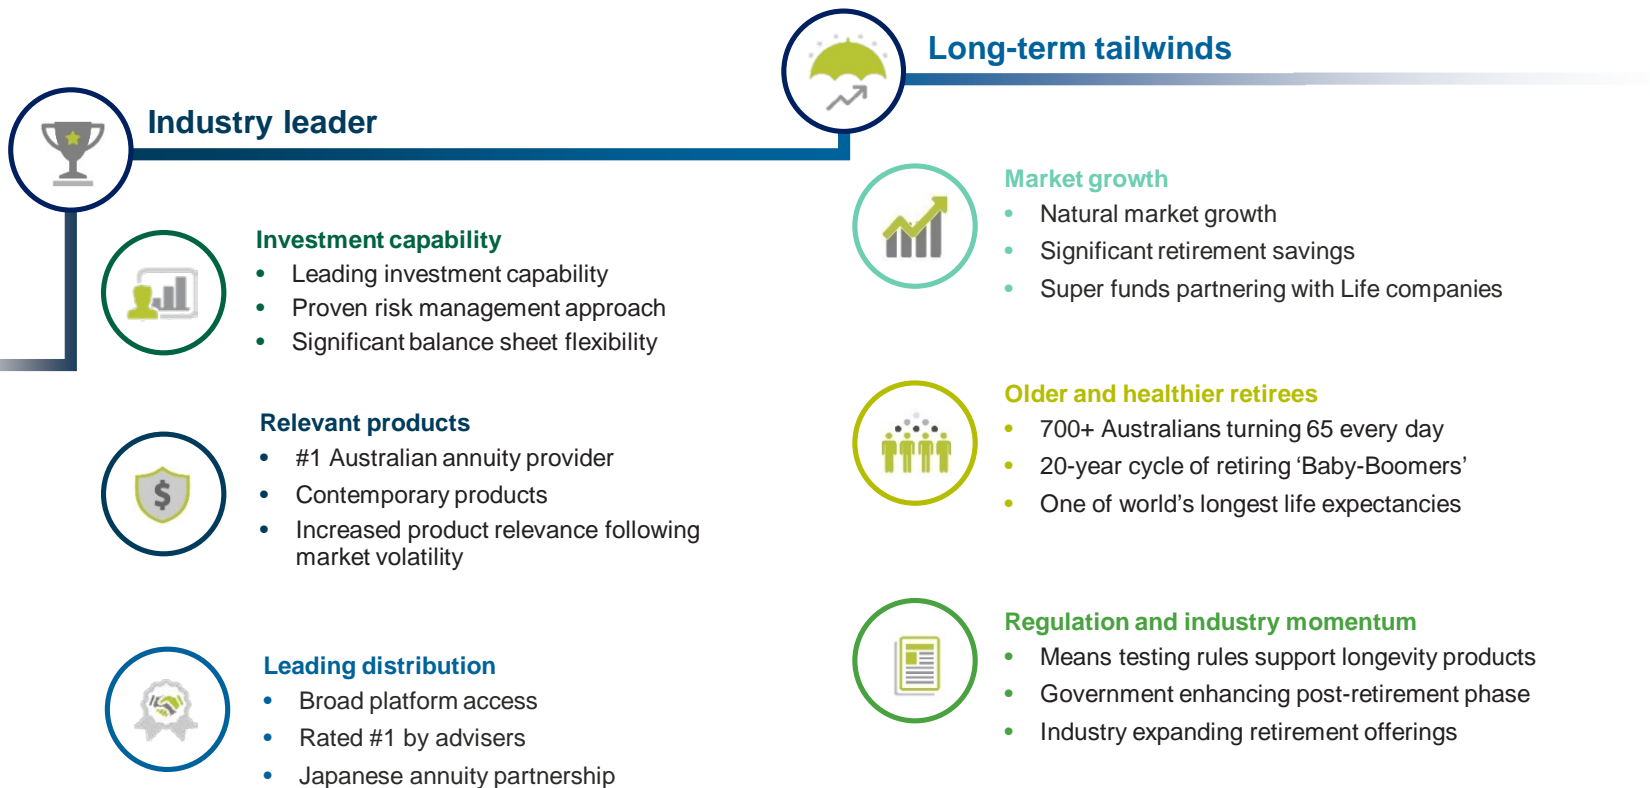 Industry leader
Investment capability
• Leading investment capability
• Proven risk management approach
• Significant balance sheet flexibility
Relevant products
• #1 Australian annuity provider
• Contemporary products
• Increased product relevance following
market volatility
Leading distribution
• Broad platform access
• Rated #1 by advisers
• Japanese annuity partnership
Long-term tailwinds
Market growth
• Natural market growth
• Significant retirement savings
• Super funds partnering with Life companies
Older and healthier retirees
• 700+ Australians turning 65 every day
• 20-year cycle of retiring ‘Baby-Boomers’
• One of world’s longest life expectancies
Regulation and industry momentum
• Means testing rules support longevity products
• Government enhancing post-retirement phase
• Industry expanding retirement offerings
$